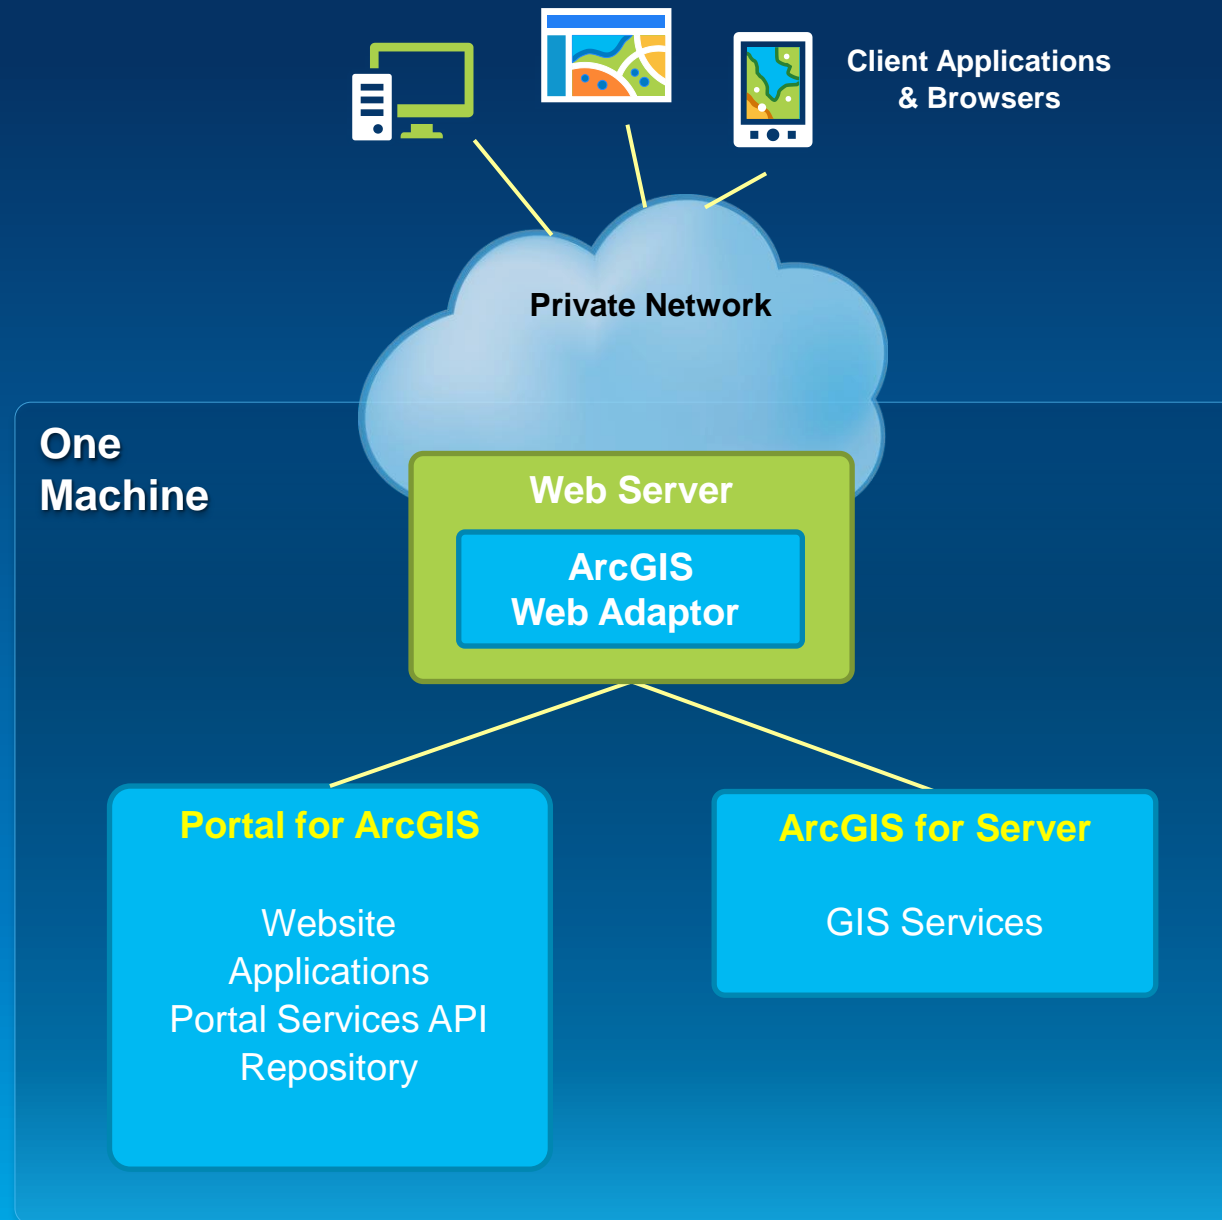 Client Applications
& Browsers
Private Network
One
Machine
Web Server
ArcGIS
Web Adaptor
Portal for ArcGIS
Website
Applications
Portal Services API
Repository
ArcGIS for Server
GIS Services